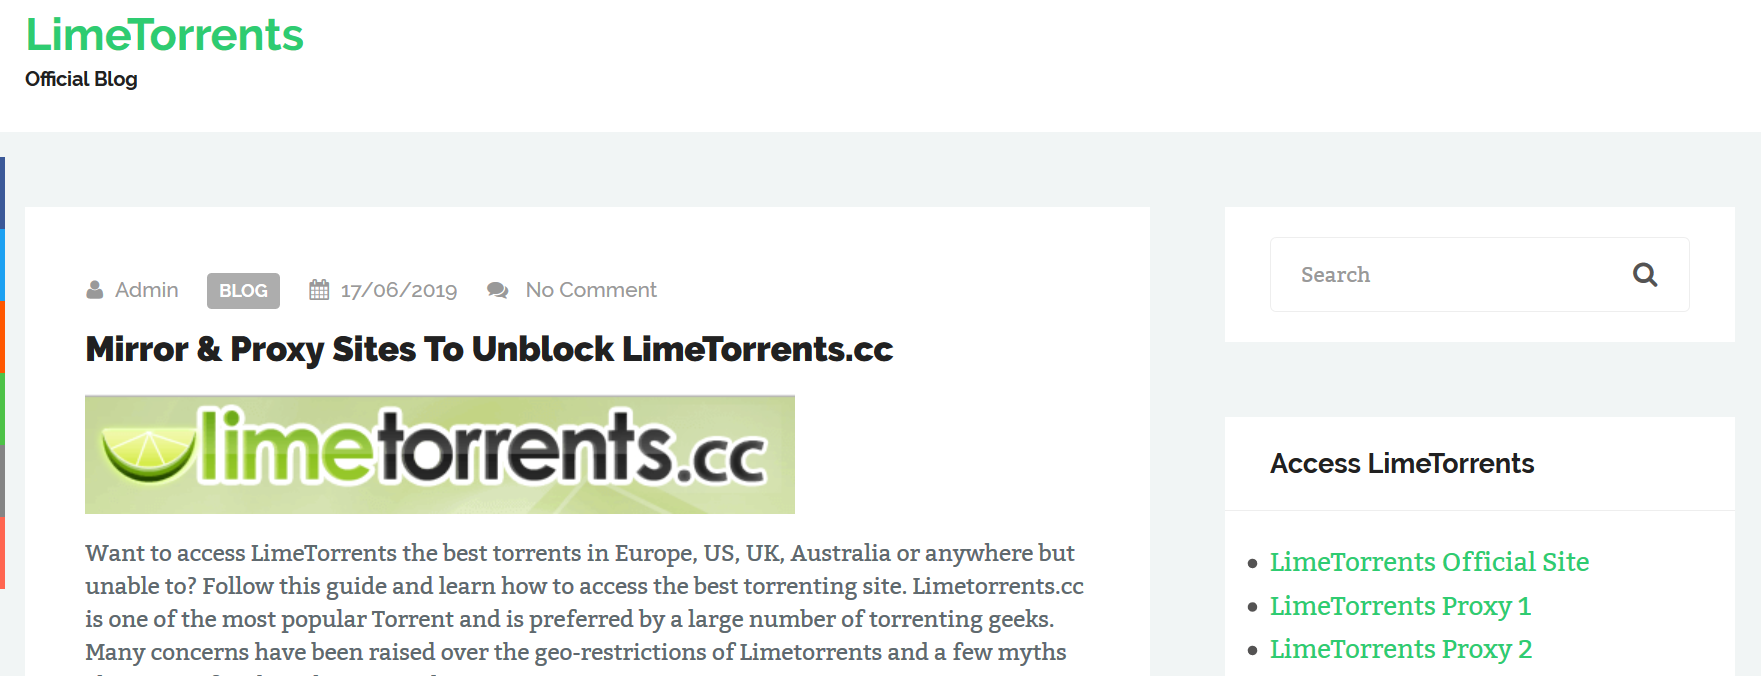 LimeTorrents
Official Blog
Admin BLOG 17/06/2019 No Comment
Mirror & Proxy Sites To Unblock LimeTorrents.cc
limetorrents.cc
Want to access LimeTorrents the best torrents in Europe, US, UK, Australia or anywhere but
unable to? Follow this guide and learn how to access the best torrenting site. Limetorrents.cc
is one of the most popular Torrent and is preferred by a large number of torrenting geeks.
Many concerns have been raised over the geo-restrictions of Limetorrents and a few myths
Search
Access LimeTorrents
LimeTorrents Official Site
LimeTorrents Proxy 1
LimeTorrents Proxy 2